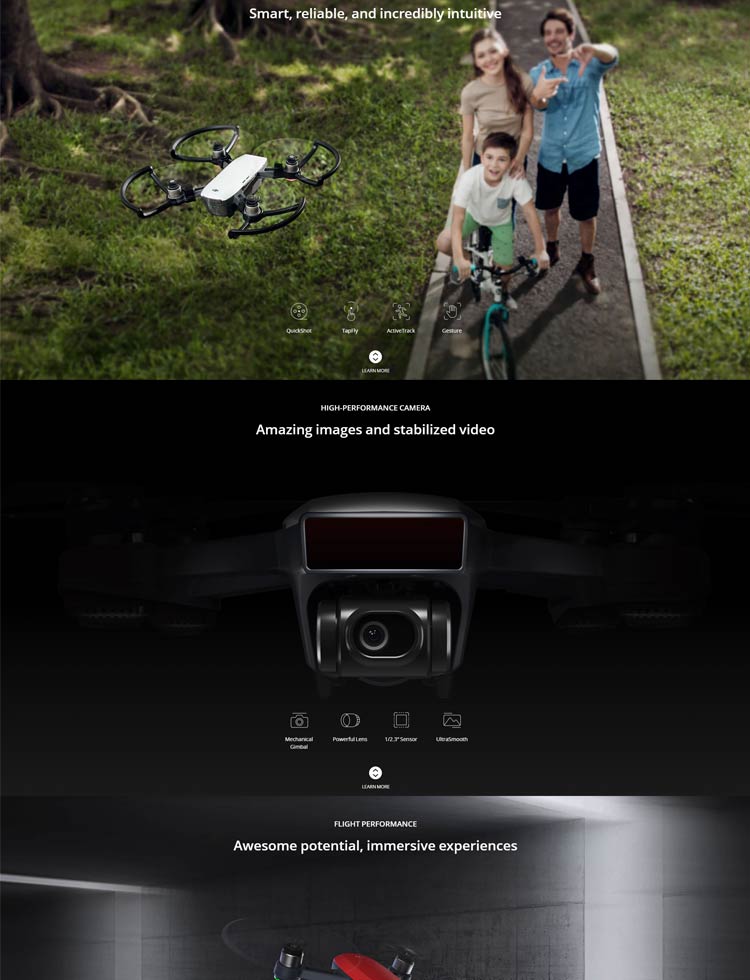 Smart, reliable, and incredibly intuitive
QuickShot
TapFly
ActiveTrack
Gesture
LEARN MORE
HIGH-PERFORMANCE CAMERA
Amazing images and stabilized video
Mechanical
Gimbal
Powerful Lens
1/2.3" Sensor
UltraSmooth
LEARN MORE
FLIGHT PERFORMANCE
Awesome potential, immersive experiences